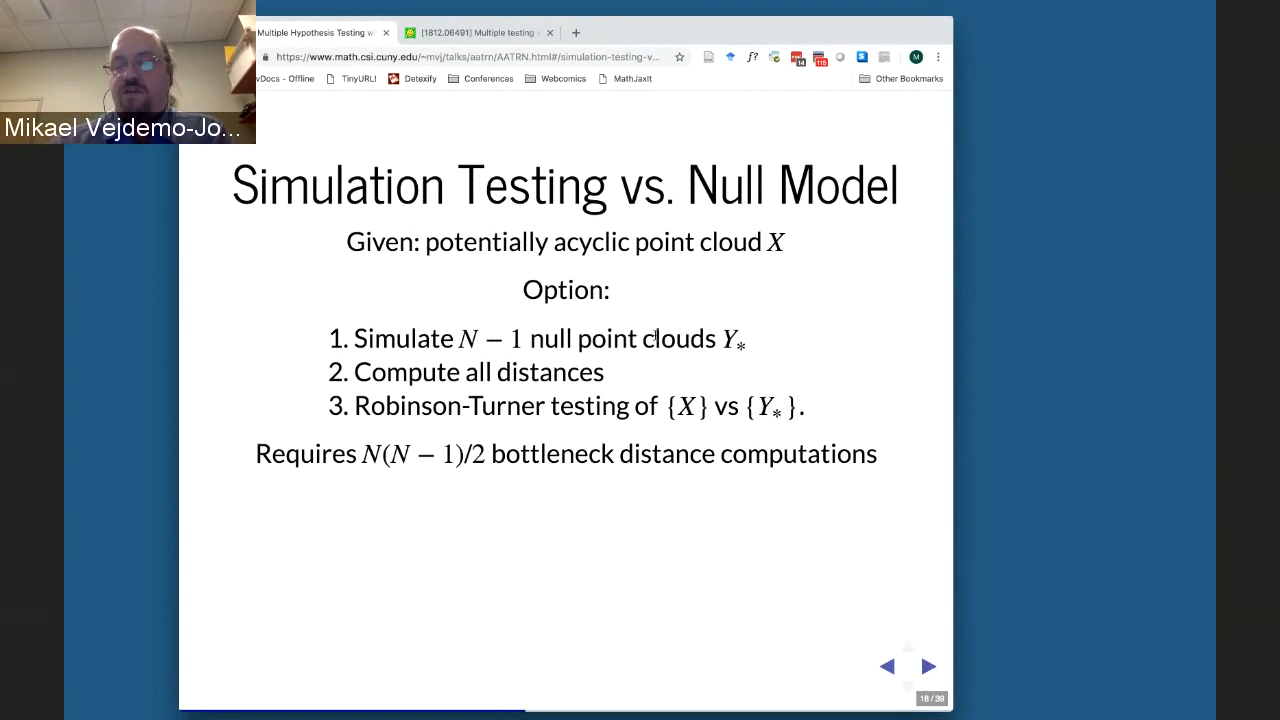 Multiple Hypothesis Testing w
[1812.06491] Multiple testing
https://www.math.csi.cuny.edu/~mvj/talks/aatrn/AATRN.html#/simulation-testing-v...
14
115
M
vDocs - Offline
TinyURL!
Detexify
Conferences
Webcomics
MathJaxIt
Other Bookmarks
Mikael Vejdemo-Jo...
Simulation Testing vs. Null Model
Given: potentially acyclic point cloud X
Option:
1. Simulate N − 1 null point clouds Y∗
2. Compute all distances
3. Robinson-Turner testing of {X} vs {Y∗}.
Requires N(N − 1)/2 bottleneck distance computations
18 / 39